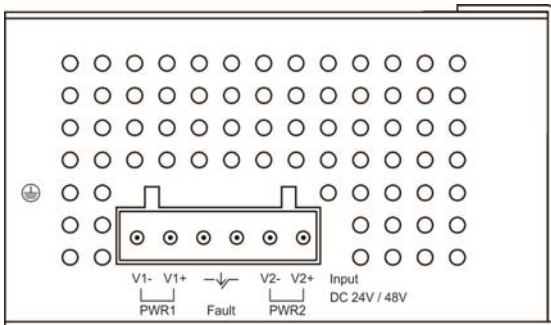 V1- V1+ V2- V2+ Input
DC 24V / 48V
PWR1 Fault PWR2